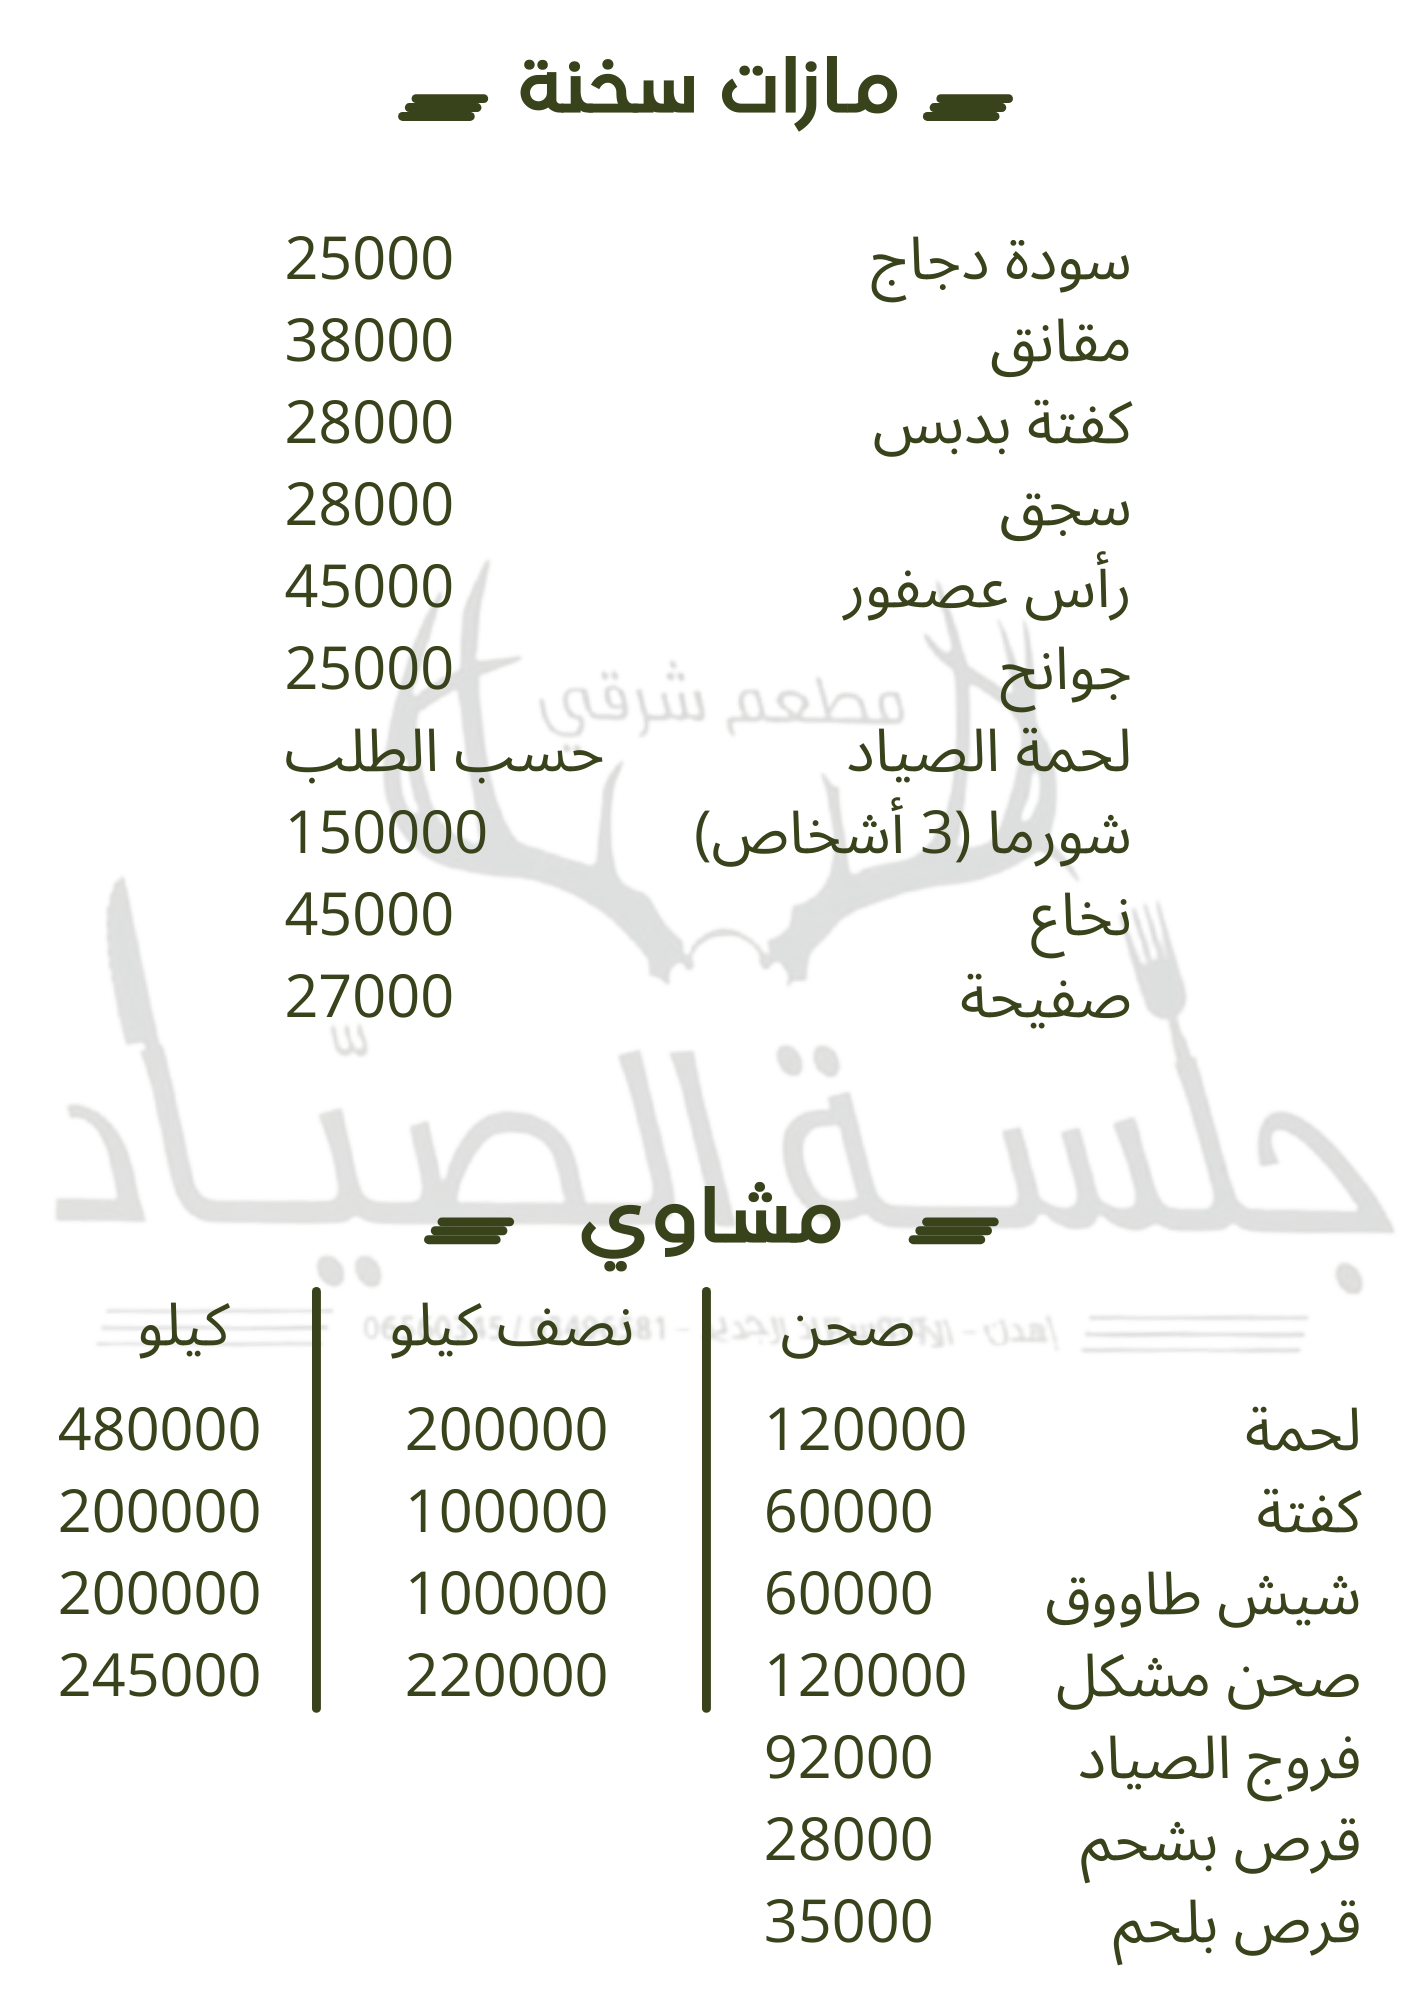 مازات سخنة
سودة دجاج 25000
مقانق 38000
كفتة بدبس 28000
سجق 28000
رأس عصفور 45000
جوانح 25000
مطعم شرقي
لحمة الصياد حسب الطلب
شورما (3 أشخاص) 150000
نخاع 45000
صفيحة 27000
جلسة الصيّاد
مشاوي
صحن نصف كيلو كيلو
لحمة 120000 200000 480000
كفتة 60000 100000 200000
شيش طاووق 60000 100000 200000
صحن مشكل 120000 220000 245000
فروج الصياد 92000
قرص بشحم 28000
قرص بلحم 35000